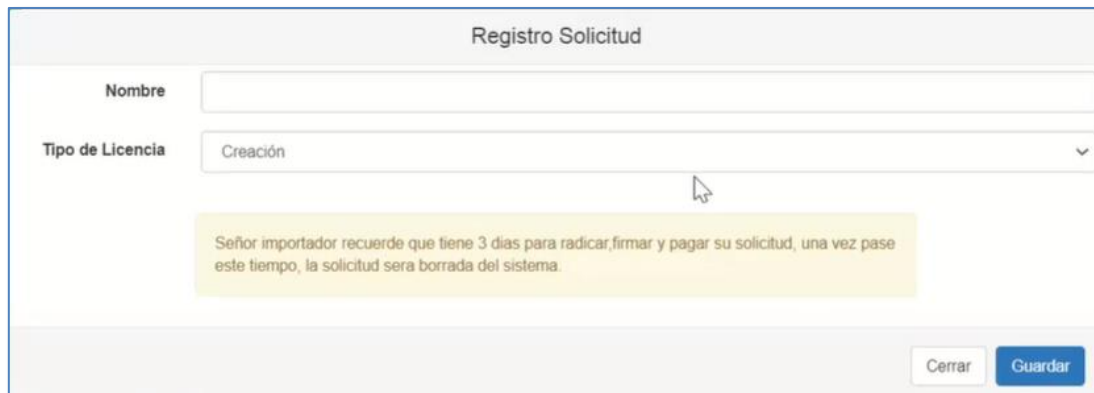 Registro Solicitud
Nombre
Tipo de Licencia
Creación
Señor importador recuerde que tiene 3 dias para radicar,firmar y pagar su solicitud, una vez pase
este tiempo, la solicitud sera borrada del sistema.
Cerrar
Guardar